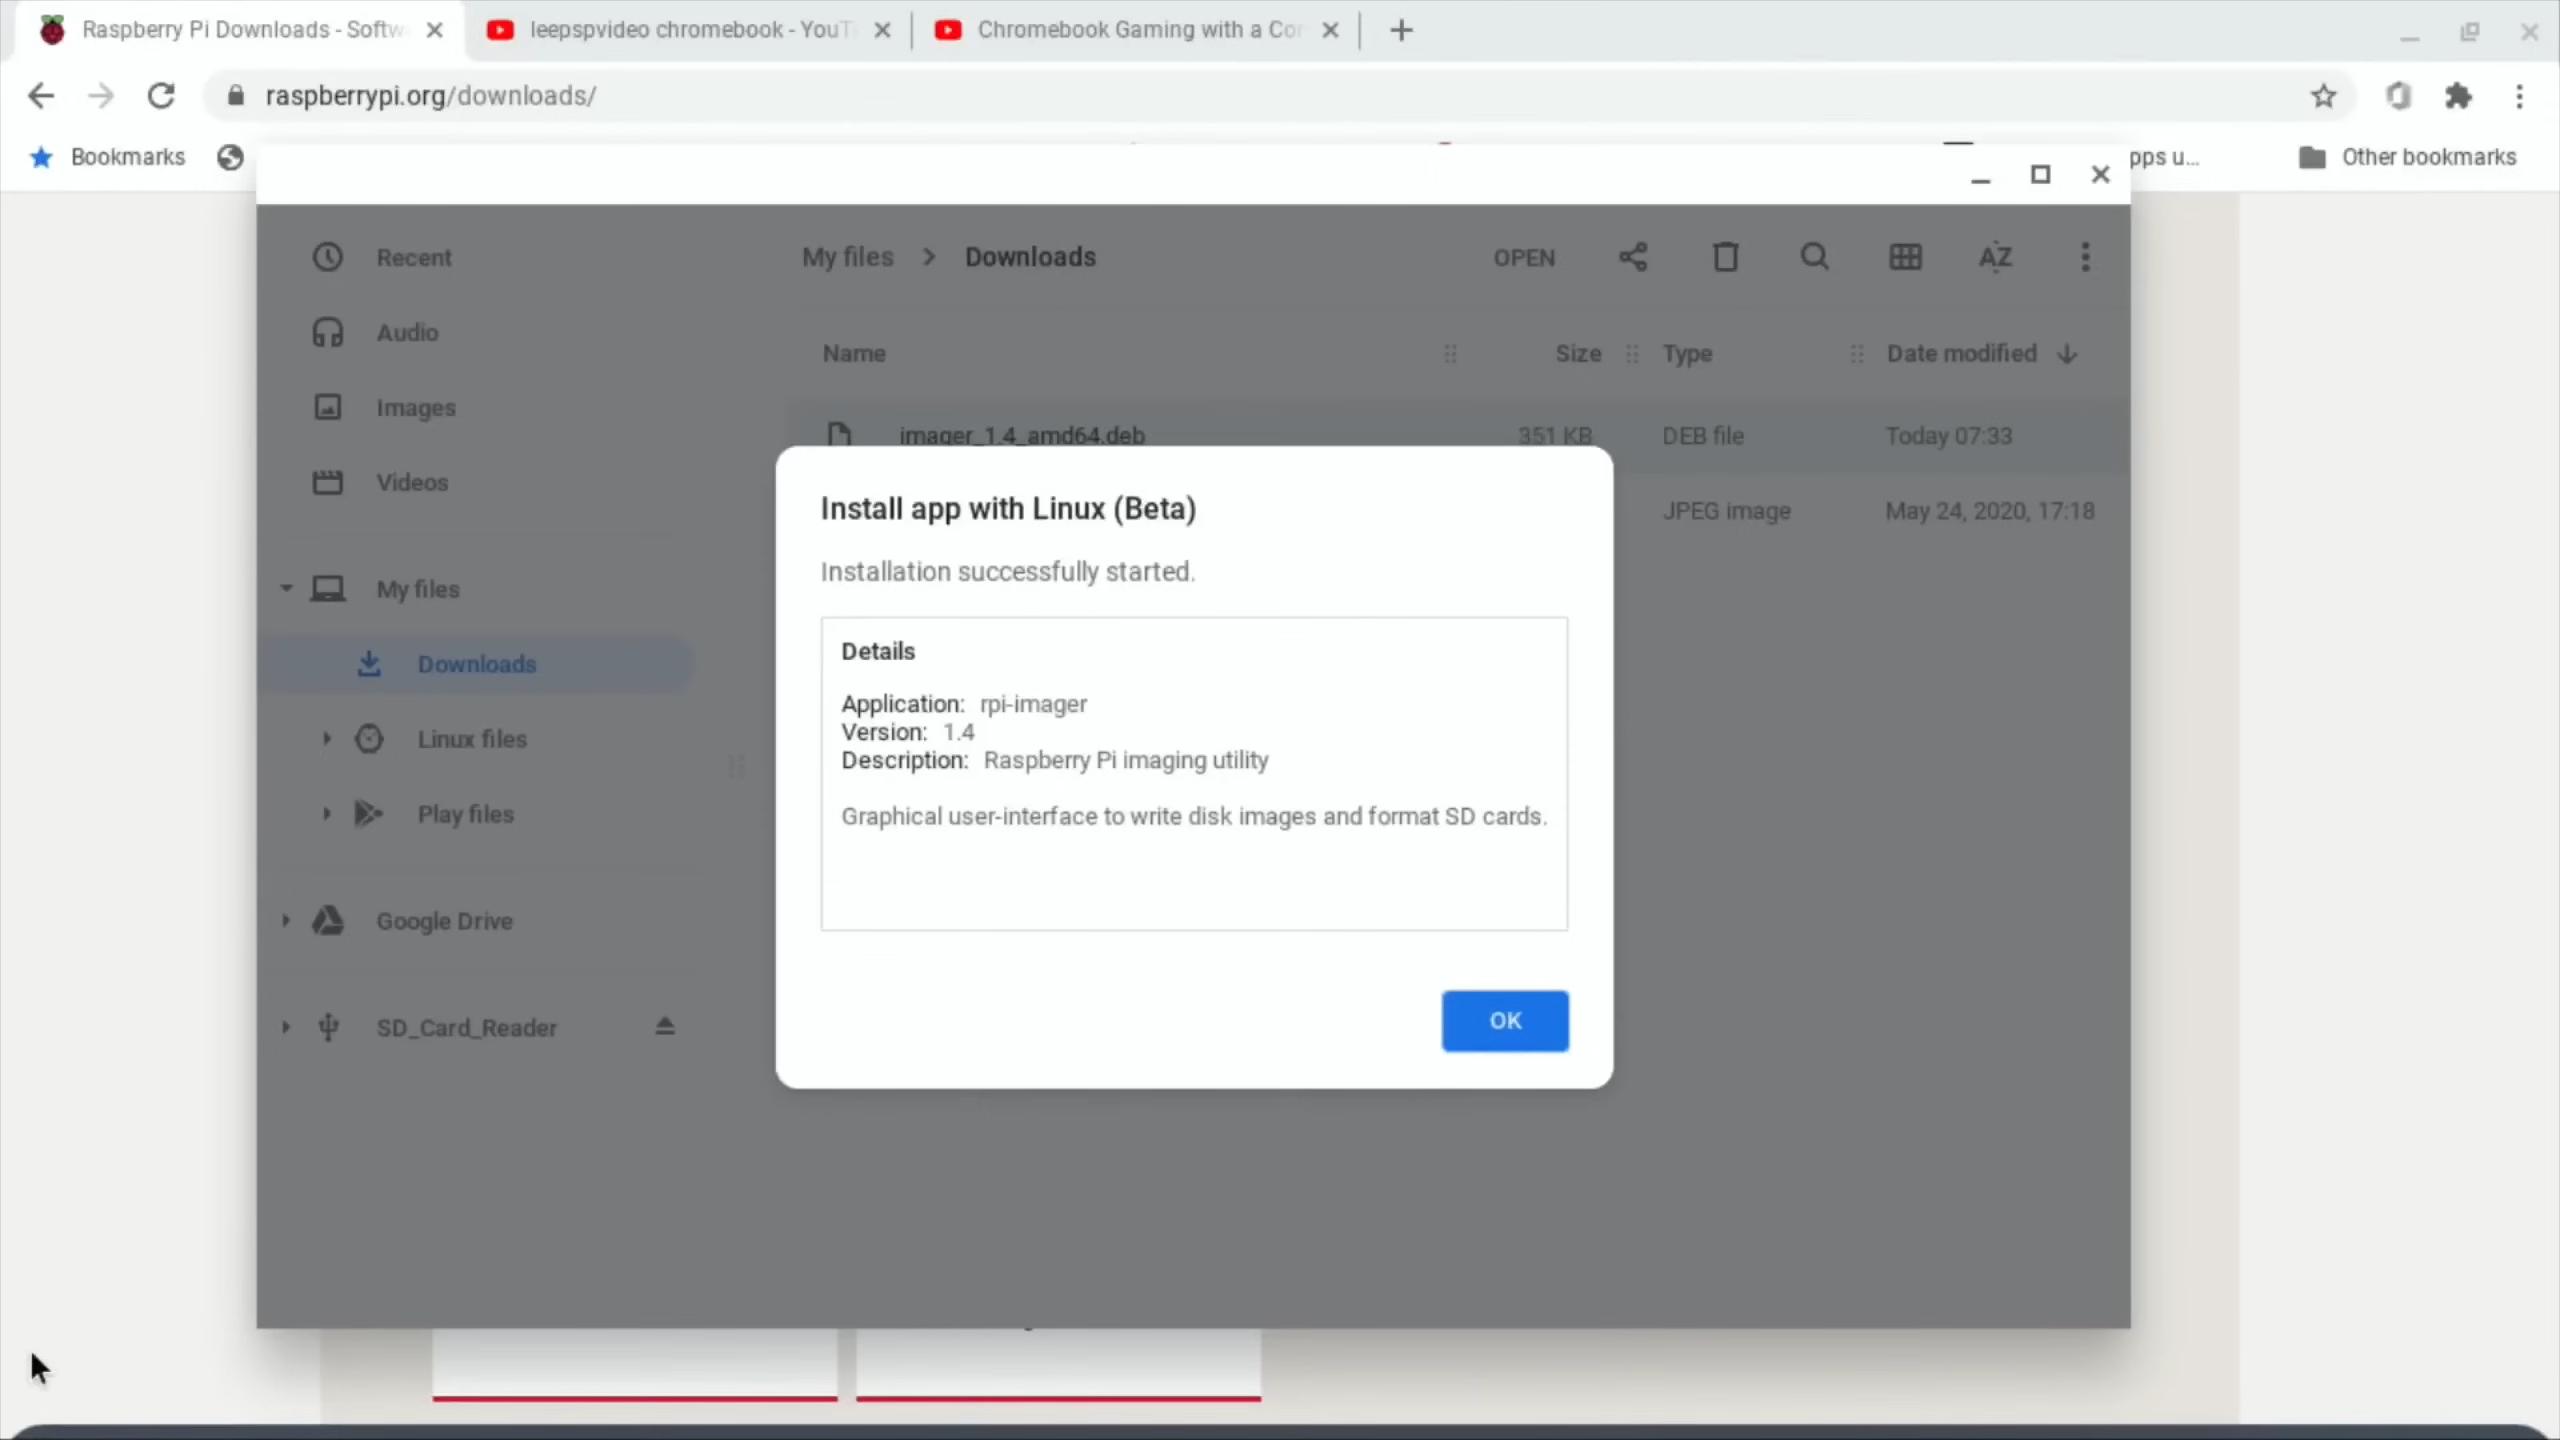 Raspberry Pi Downloads - Softw
leepspvideo chromebook - YouT
Chromebook Gaming with a Cor
raspberrypi.org/downloads/
Bookmarks
pps u...
Other bookmarks
Recent
Audio
Images
Videos
My files
Downloads
Linux files
Play files
Google Drive
SD_Card_Reader
My files > Downloads
OPEN
AZ
Name Size Type Date modified
imager_1.4_amd64.deb 351 KB DEB file Today 07:33
JPEG image May 24, 2020, 17:18
Install app with Linux (Beta)
Installation successfully started.
Details
Application: rpi-imager
Version: 1.4
Description: Raspberry Pi imaging utility
Graphical user-interface to write disk images and format SD cards.
OK